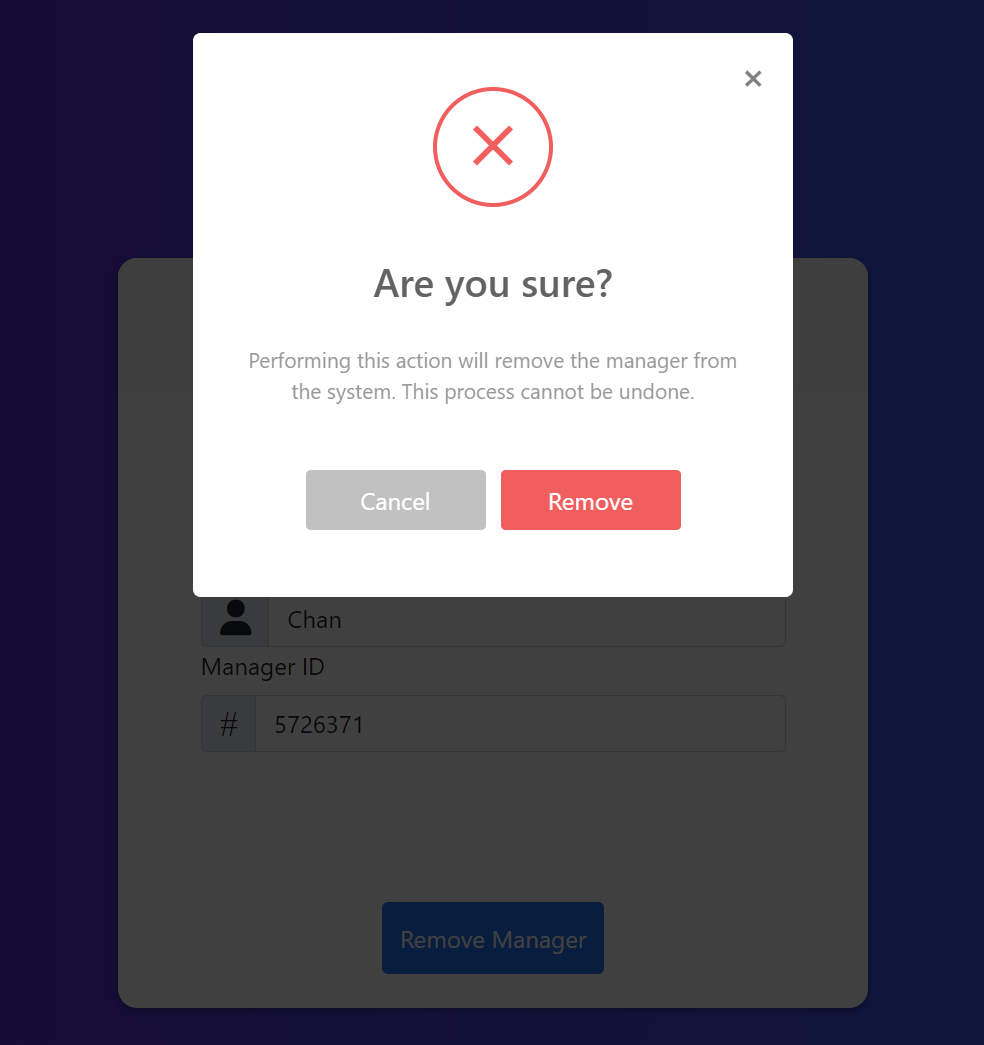 Are you sure?
Performing this action will remove the manager from
the system. This process cannot be undone.
Cancel
Remove
Chan
Manager ID
# 5726371
Remove Manager